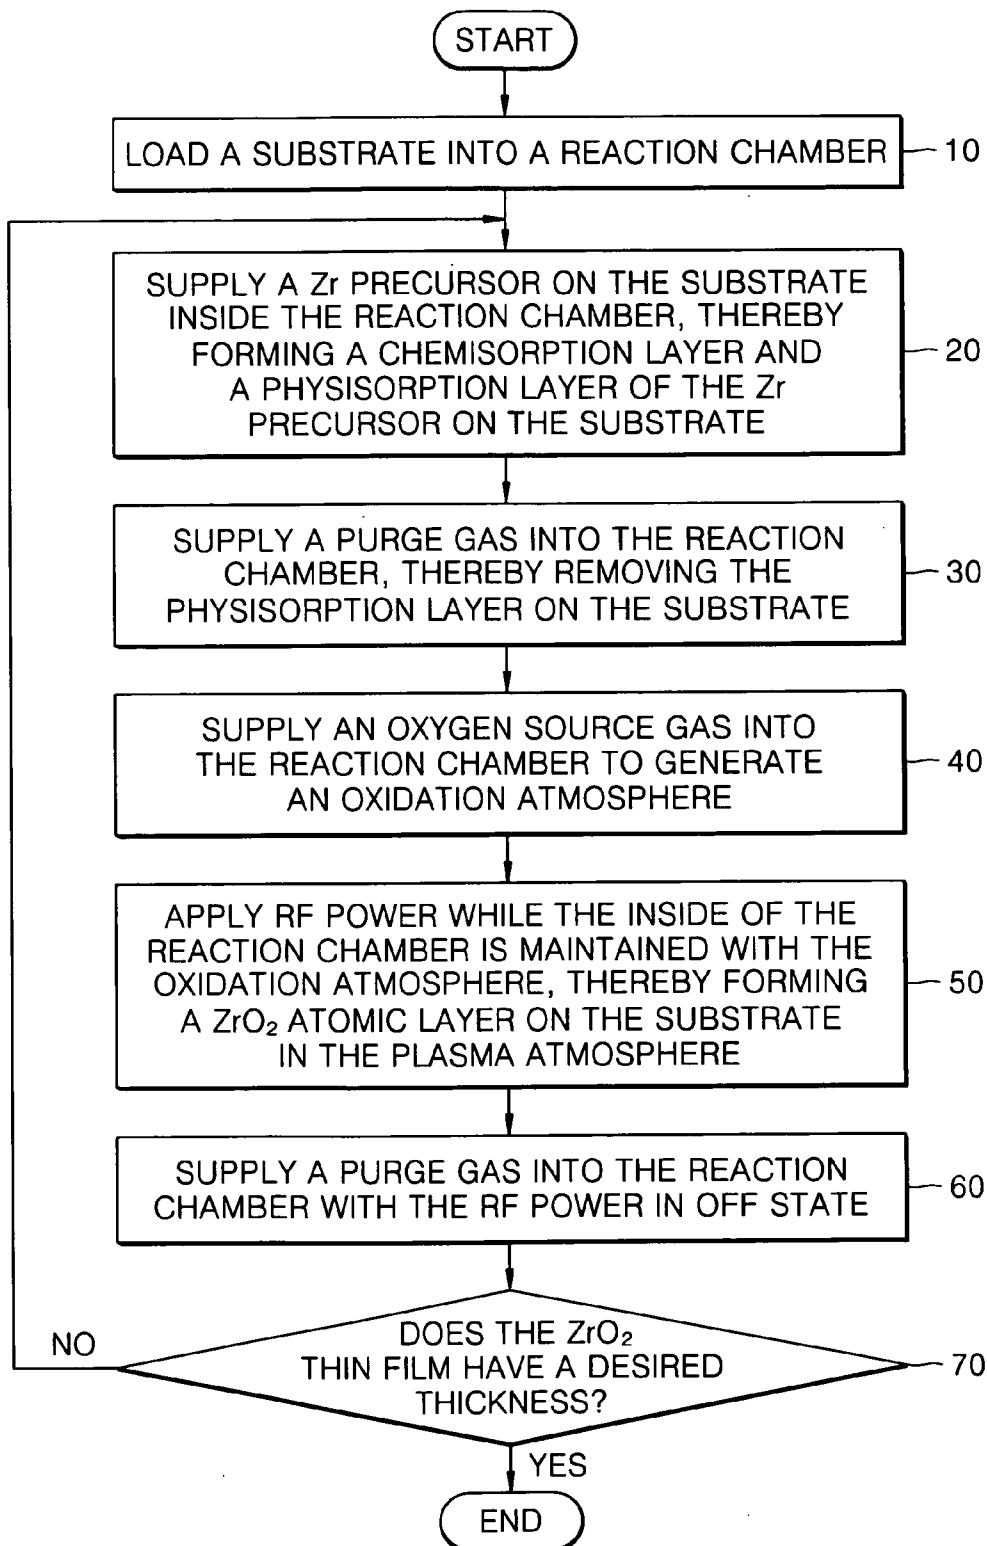 START
LOAD A SUBSTRATE INTO A REACTION CHAMBER
10
SUPPLY A Zr PRECURSOR ON THE SUBSTRATE
INSIDE THE REACTION CHAMBER, THEREBY
FORMING A CHEMISORPTION LAYER AND
A PHYSISORPTION LAYER OF THE Zr
PRECURSOR ON THE SUBSTRATE
20
SUPPLY A PURGE GAS INTO THE REACTION
CHAMBER, THEREBY REMOVING THE
PHYSISORPTION LAYER ON THE SUBSTRATE
30
SUPPLY AN OXYGEN SOURCE GAS INTO
THE REACTION CHAMBER TO GENERATE
AN OXIDATION ATMOSPHERE
40
APPLY RF POWER WHILE THE INSIDE OF THE
REACTION CHAMBER IS MAINTAINED WITH THE
OXIDATION ATMOSPHERE, THEREBY FORMING
A ZrO₂ ATOMIC LAYER ON THE SUBSTRATE
IN THE PLASMA ATMOSPHERE
50
SUPPLY A PURGE GAS INTO THE REACTION
CHAMBER WITH THE RF POWER IN OFF STATE
60
NO
DOES THE ZrO₂
THIN FILM HAVE A DESIRED
THICKNESS?
70
YES
END